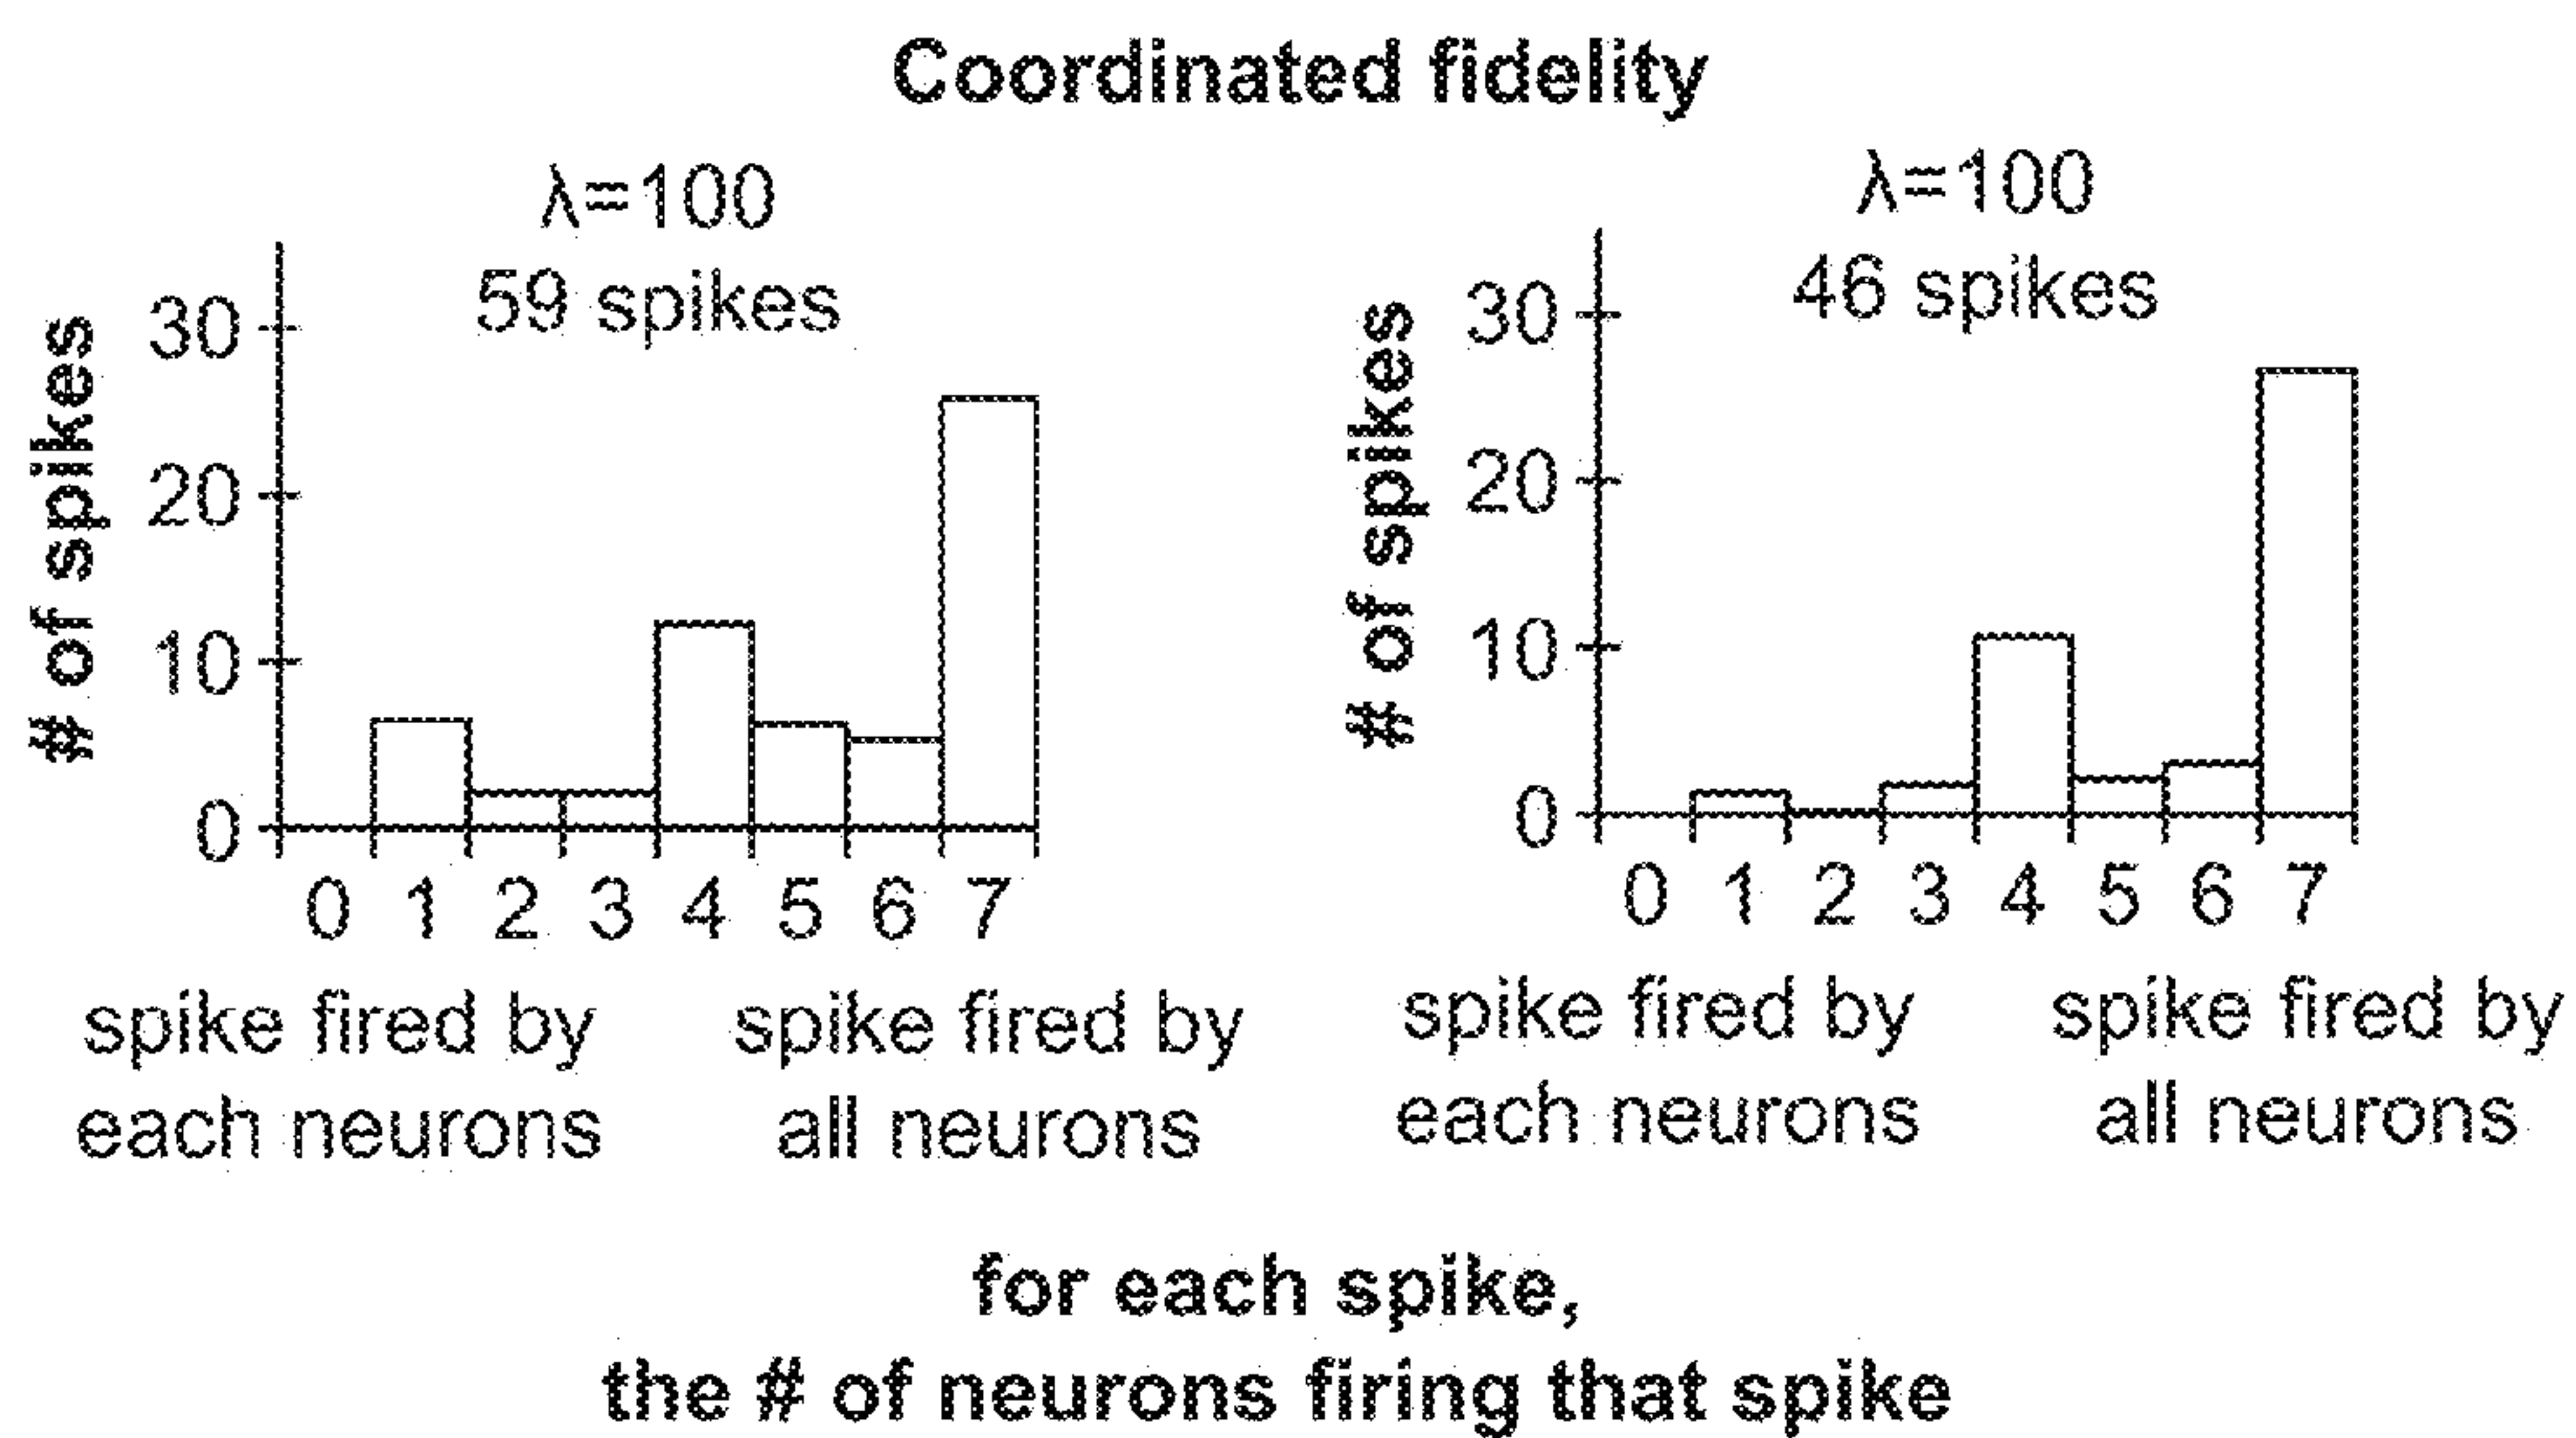 Coordinated fidelity
λ=100
59 spikes
# of spikes
30
20
10
0
0 1 2 3 4 5 6 7
spike fired by
each neurons
spike fired by
all neurons
λ=100
46 spikes
# of spikes
30
20
10
0
0 1 2 3 4 5 6 7
spike fired by
each neurons
spike fired by
all neurons
for each spike,
the # of neurons firing that spike